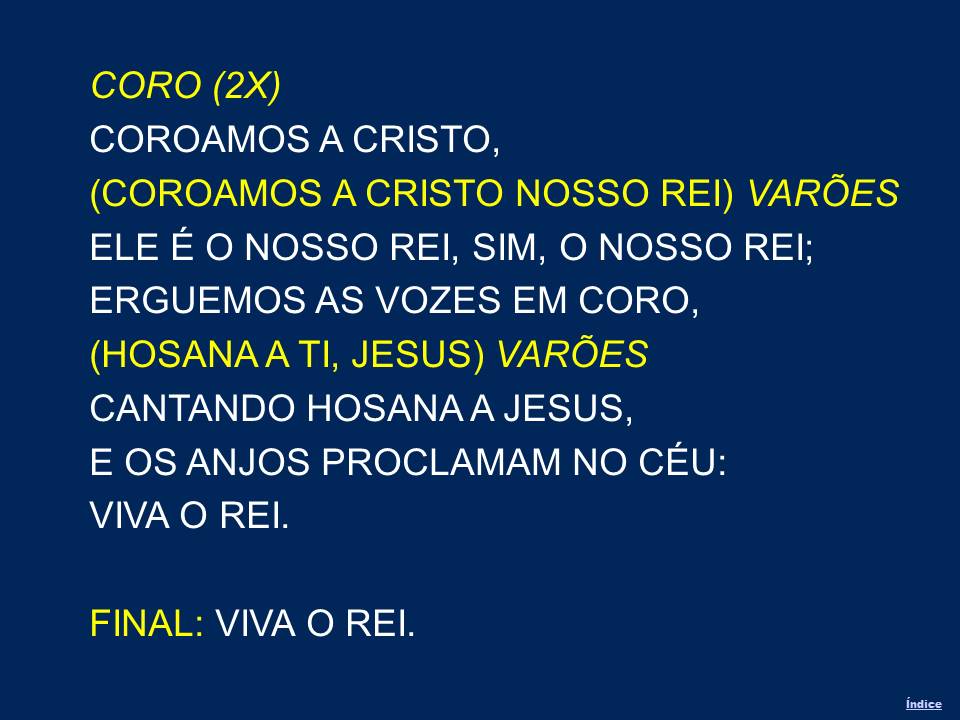 CORO (2X)
COROAMOS A CRISTO,
(COROAMOS A CRISTO NOSSO REI) VARÕES
ELE É O NOSSO REI, SIM, O NOSSO REI;
ERGUEMOS AS VOZES EM CORO,
(HOSANA A TI, JESUS) VARÕES
CANTANDO HOSANA A JESUS,
E OS ANJOS PROCLAMAM NO CÉU:
VIVA O REI.
FINAL: VIVA O REI.
Índice